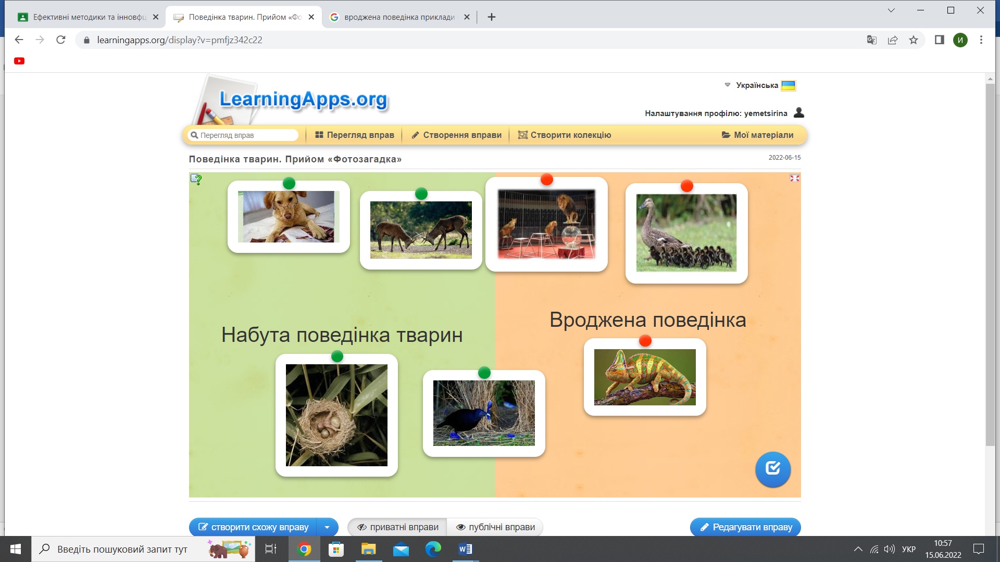 Ефективні методики та інновфц
Поведінка тварин. Прийом «Фо
вроджена поведінка приклади
learningapps.org/display?v=pmfjz342c22
И
LearningApps.org
Українська
Налаштування профілю: yemetsirina
Перегляд вправ
Перегляд вправ
Створення вправи
Створити колекцію
Мої матеріали
Поведінка тварин. Прийом «Фотозагадка»
2022-06-15
Вроджена поведінка
Набута поведінка тварин
створити схожу вправу
приватні вправи
публічні вправи
Редагувати вправу
Введіть пошуковий запит тут
УКР
10:57
15.06.2022